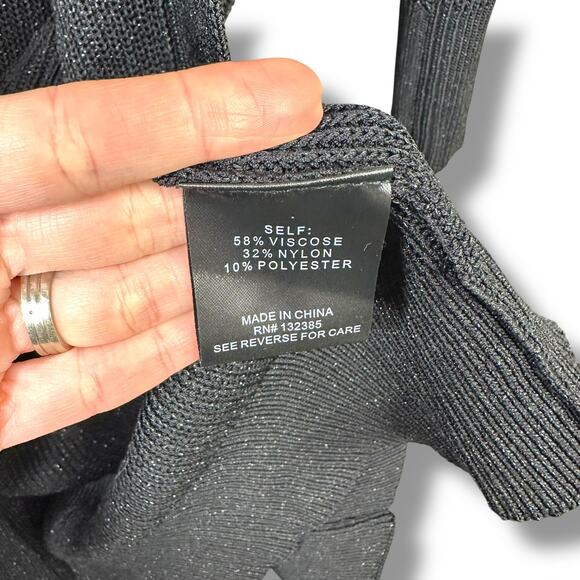 SELF:
58% VISCOSE
32% NYLON
10% POLYESTER
MADE IN CHINA
RN# 132385
SEE REVERSE FOR CARE